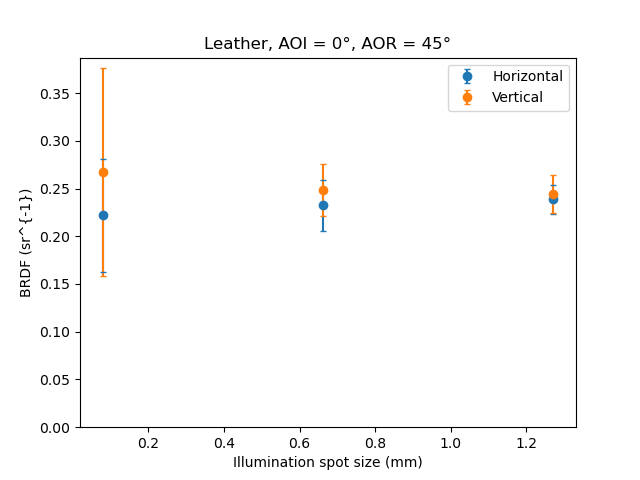 Leather, AOI = 0°, AOR = 45°
Horizontal
Vertical
BRDF (sr^{-1})
0.35
0.30
0.25
0.20
0.15
0.10
0.05
0.00
0.2 0.4 0.6 0.8 1.0 1.2
Illumination spot size (mm)